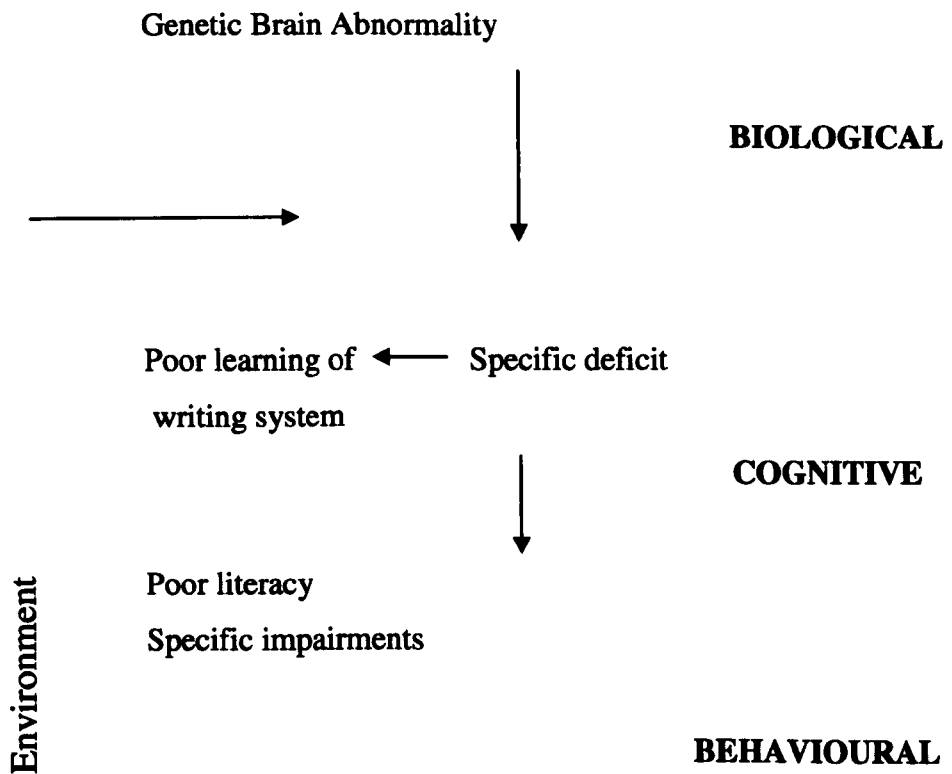 Genetic Brain Abnormality
BIOLOGICAL
Poor learning of
Specific deficit
writing system
COGNITIVE
Poor literacy
Specific impairments
Environment
BEHAVIOURAL